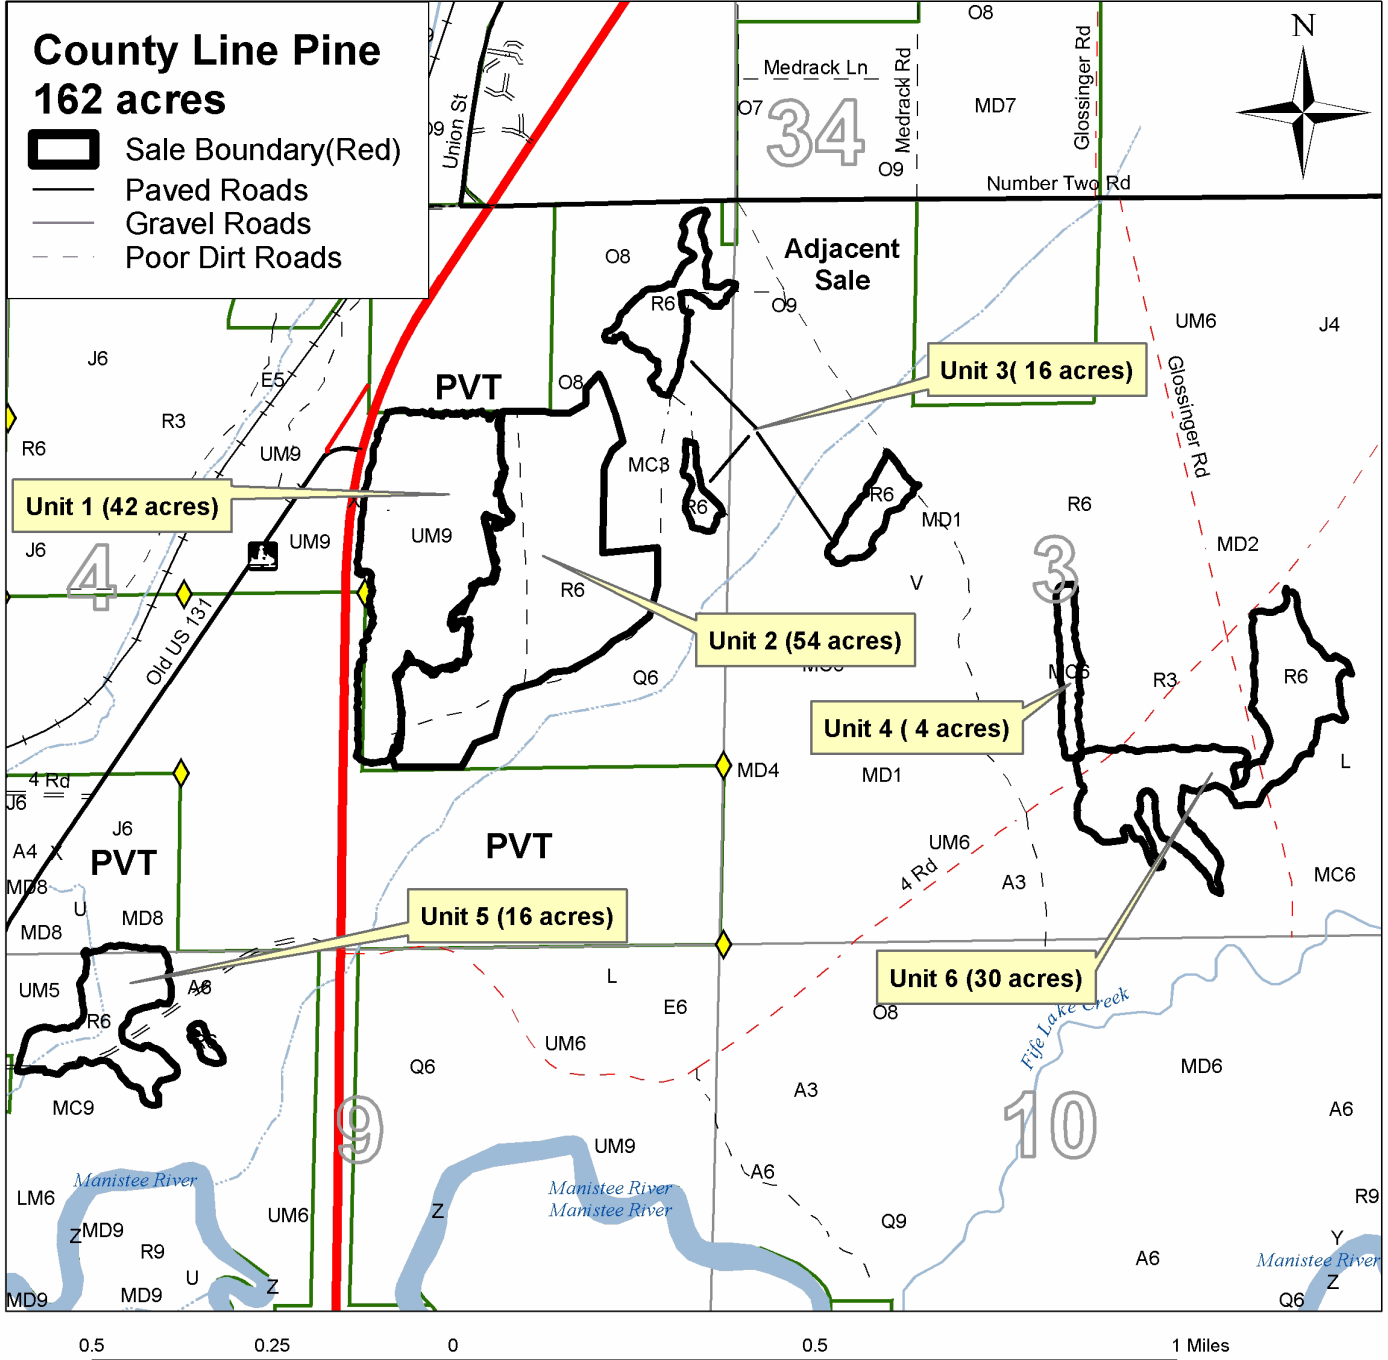 County Line Pine
162 acres
Sale Boundary(Red)
Paved Roads
Gravel Roads
Poor Dirt Roads
N
O8
Medrack Ln
Medrack Rd
Glossinger Rd
O7
MD7
34
O9
Union St
O9
Number Two Rd
Adjacent
Sale
O8
R6
O9
UM6
J4
J6
E5
PVT
O8
Unit 3( 16 acres)
Glossinger Rd
R3
R6
UM9
MC3
R6
R6
R6
Unit 1 (42 acres)
UM9
UM9
MD1
MD2
J6
4
3
R6
V
Old US 131
Unit 2 (54 acres)
Q6
MC6
R3
R6
Unit 4 ( 4 acres)
MD4
MD1
L
4 Rd
J6
J6
A4
PVT
PVT
UM6
4 Rd
A3
MC6
MD8
U
MD8
MD8
Unit 5 (16 acres)
UM5
A6
L
Unit 6 (30 acres)
E6
O8
Fife Lake Creek
R6
UM6
Q6
MD6
MC9
A3
A6
9
10
UM9
Manistee River
Manistee River
Manistee River
A6
LM6
Z
R9
UM6
Q9
Z
MD9
R9
Y
A6
Manistee River
U
Z
Z
MD9
MD9
Q6
0.5
0.25
0
0.5
1 Miles